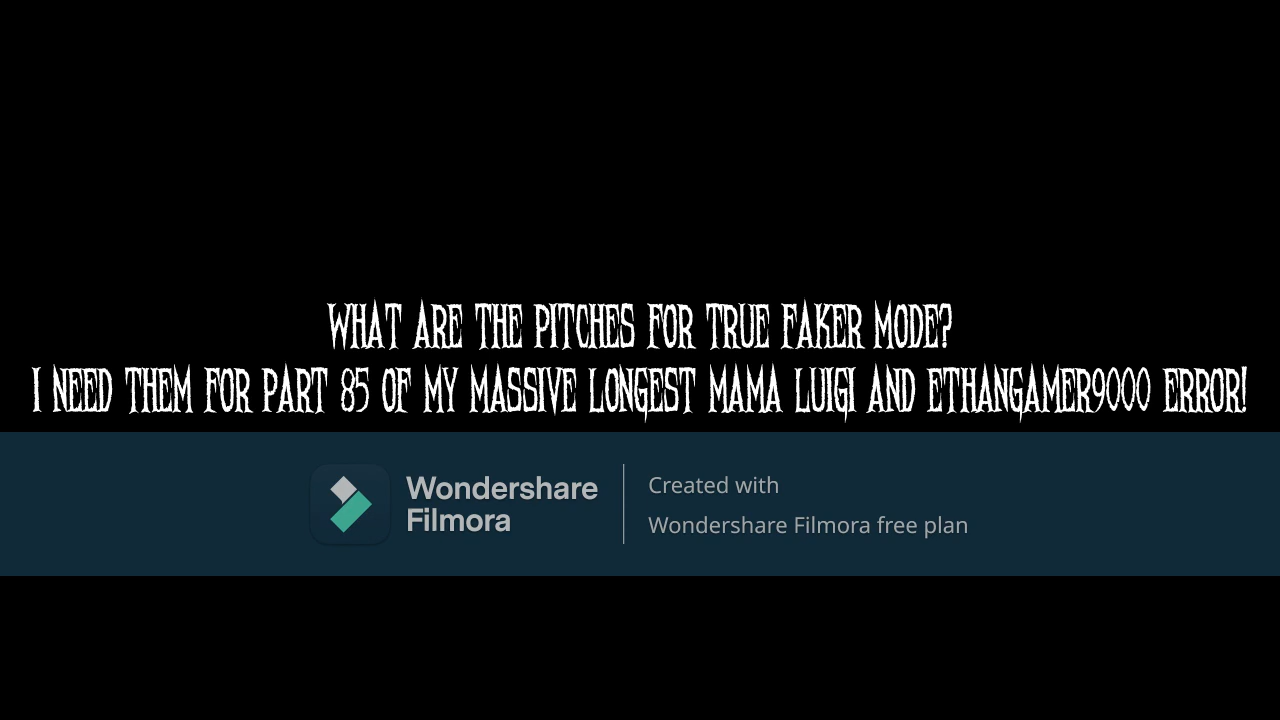 WHAT ARE THE PITCHES FOR TRUE FAKER MODE?
I NEED THEM FOR PART 85 OF MY MASSIVE LONGEST MAMA LUIGI AND ETHANGAMER9000 ERROR!
Wondershare
Filmora
Created with
Wondershare Filmora free plan